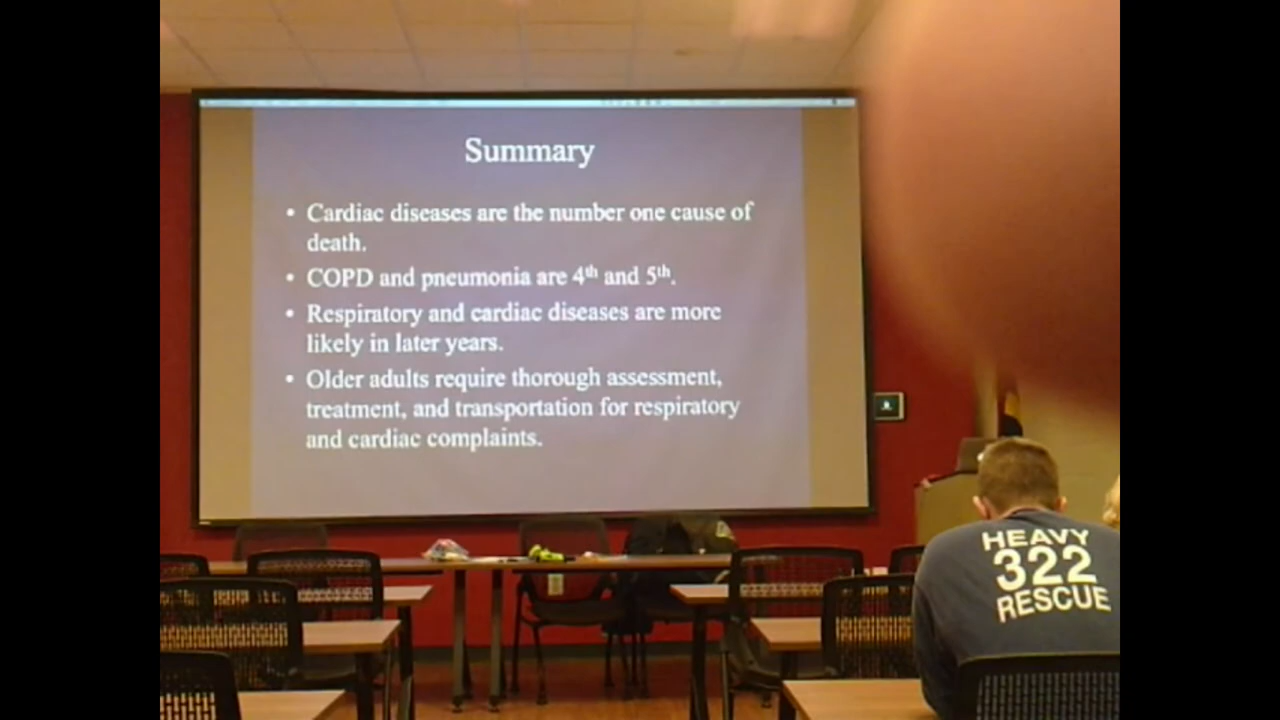 Summary
• Cardiac diseases are the number one cause of
death.
• COPD and pneumonia are 4th and 5th.
• Respiratory and cardiac diseases are more
likely in later years.
• Older adults require thorough assessment,
treatment, and transportation for respiratory
and cardiac complaints.
HEAVY
322
RESCUE